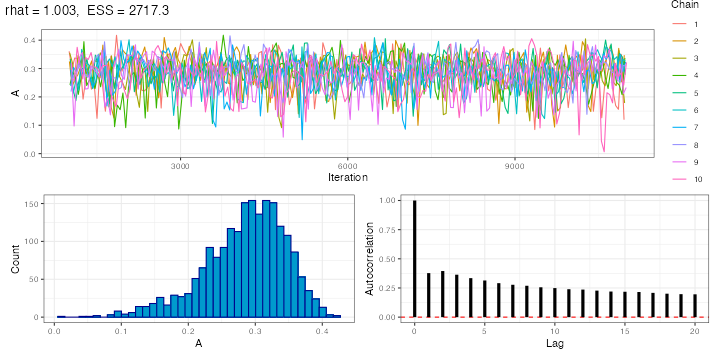 rhat = 1.003, ESS = 2717.3
Chain
1
2
3
4
5
6
7
8
9
10
A
0.4
0.3
0.2
0.1
0.0
3000 6000 9000
Iteration
Count
150
100
50
0
0.0 0.1 0.2 0.3 0.4
A
Autocorrelation
1.00
0.75
0.50
0.25
0.00
0 5 10 15 20
Lag